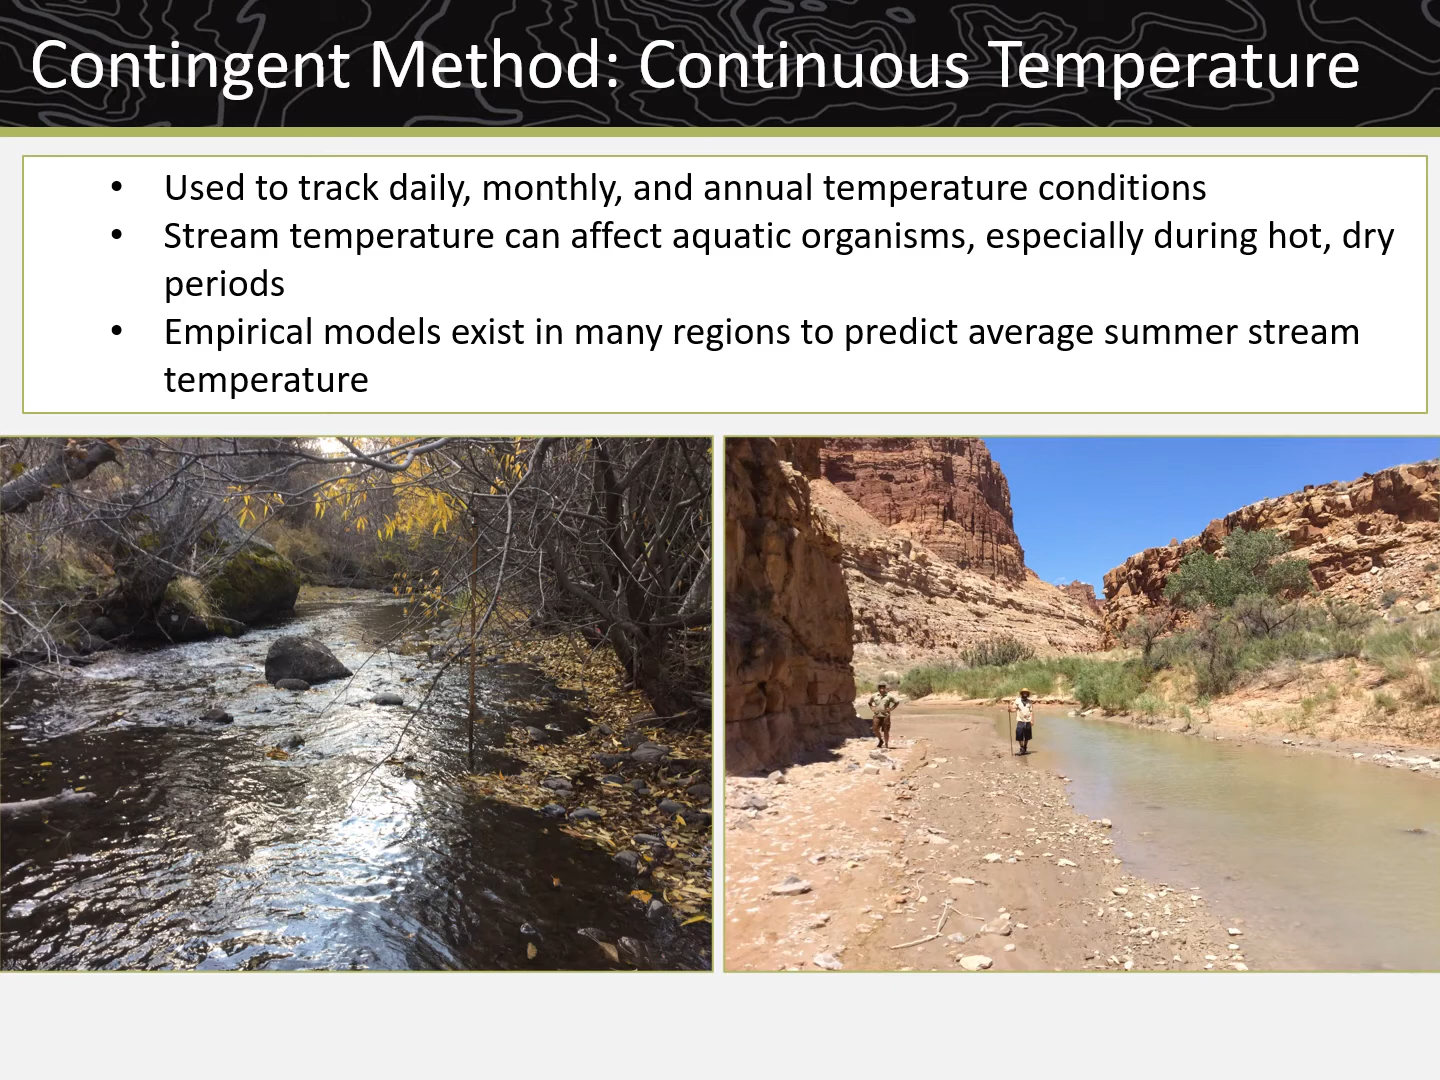 Contingent Method: Continuous Temperature
• Used to track daily, monthly, and annual temperature conditions
• Stream temperature can affect aquatic organisms, especially during hot, dry
periods
• Empirical models exist in many regions to predict average summer stream
temperature